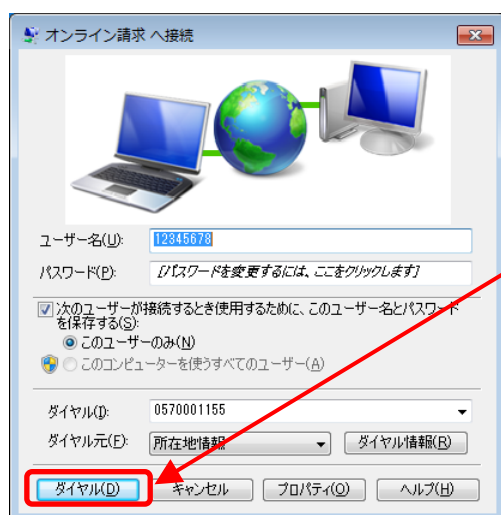 オンライン請求 へ接続
ユーザー名(U): 12345678
パスワード(P): [パスワードを変更するには、ここをクリックします]
次のユーザーが接続するとき使用するために、このユーザー名とパスワード
を保存する(S):
このユーザーのみ(N)
このコンピューターを使うすべてのユーザー(A)
ダイヤル(I): 0570001155
ダイヤル元(F): 所在地情報 ダイヤル情報(R)
ダイヤル(D) キャンセル プロパティ(O) ヘルプ(H)